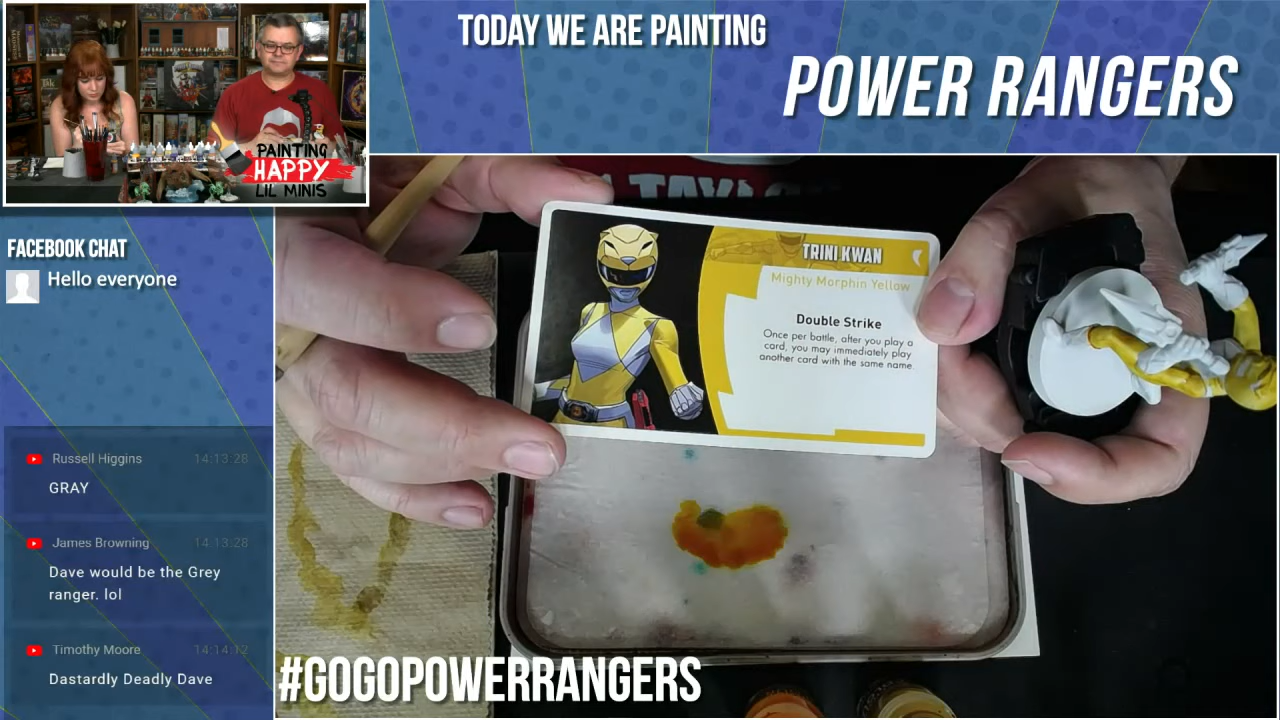 TODAY WE ARE PAINTING
POWER RANGERS
PAINTING
HAPPY
LIL MINIS
FACEBOOK CHAT
Hello everyone
Russell Higgins 14:13:28
GRAY
James Browning 14:13:28
Dave would be the Grey
ranger. lol
Timothy Moore 14:14:12
Dastardly Deadly Dave
TRINI KWAN
Mighty Morphin Yellow
Double Strike
Once per battle, after you play a
card, you may immediately play
another card with the same name.
#GOGOPOWERRANGERS